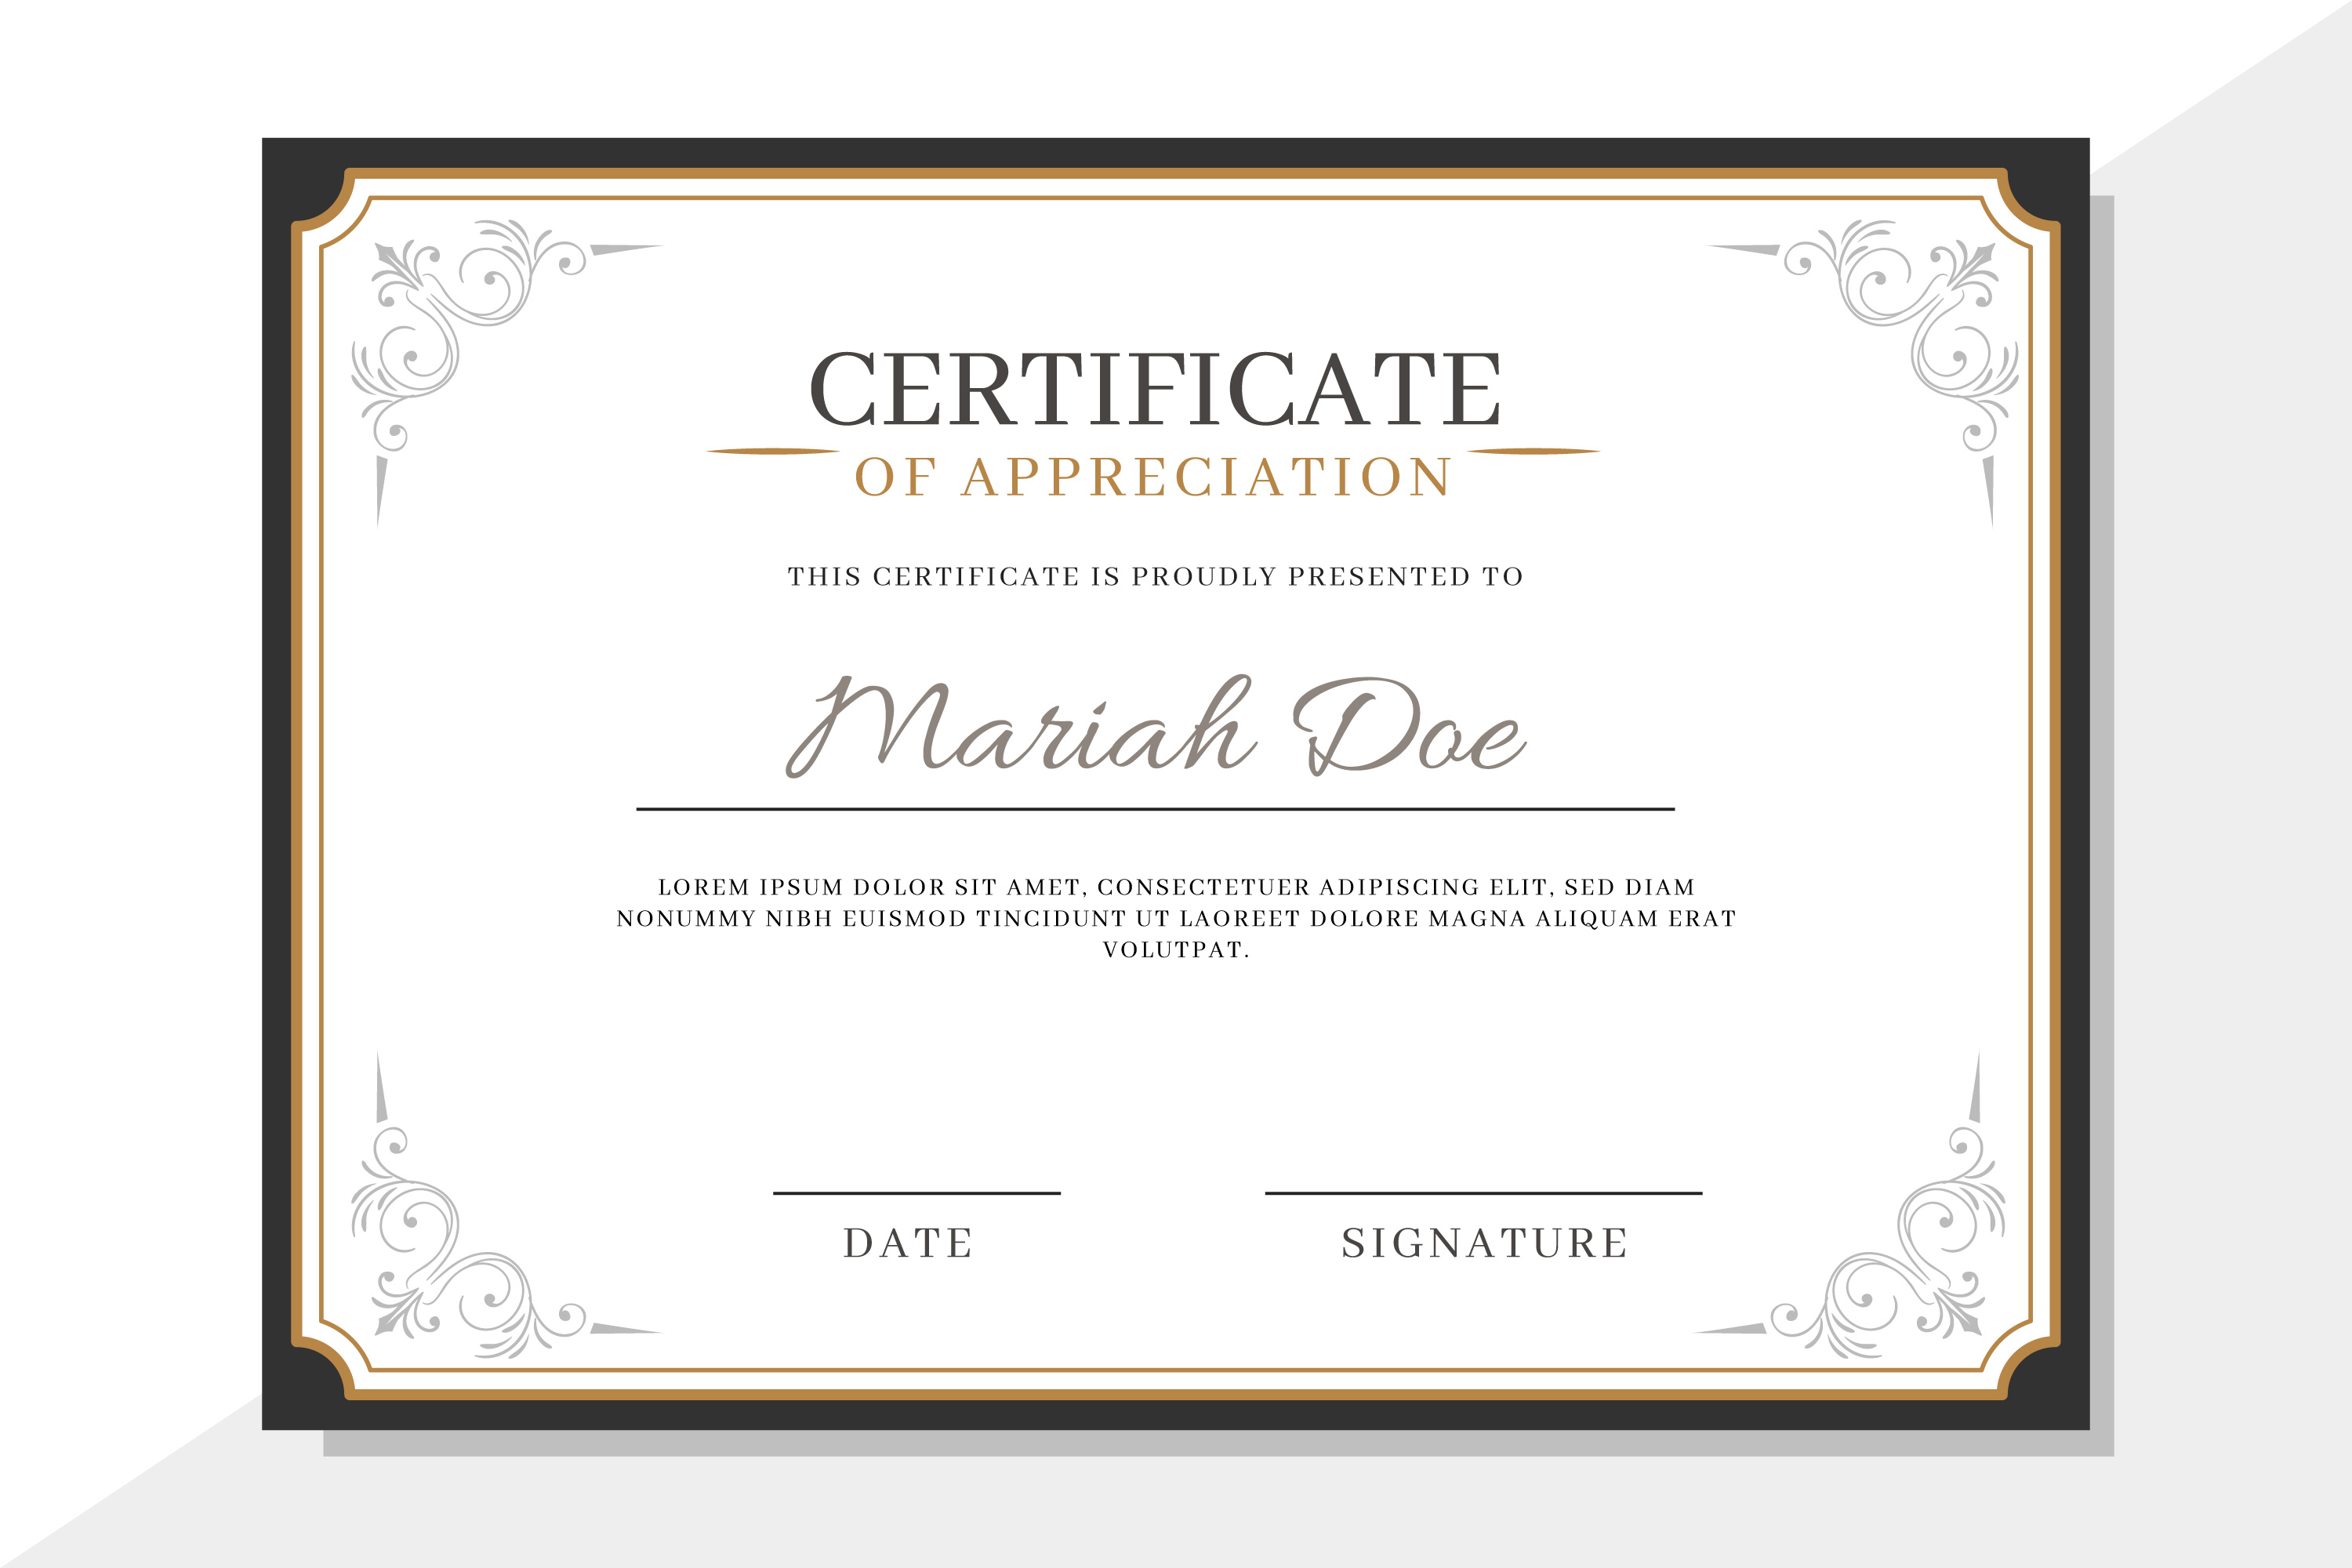 CERTIFICATE
OF APPRECIATION
THIS CERTIFICATE IS PROUDLY PRESENTED TO
Mariah Doe
LOREM IPSUM DOLOR SIT AMET, CONSECTETUER ADIPISCING ELIT, SED DIAM
NONUMMY NIBH EUISMOD TINCIDUNT UT LAOREET DOLORE MAGNA ALIQUAM ERAT
VOLUTPAT.
DATE
SIGNATURE